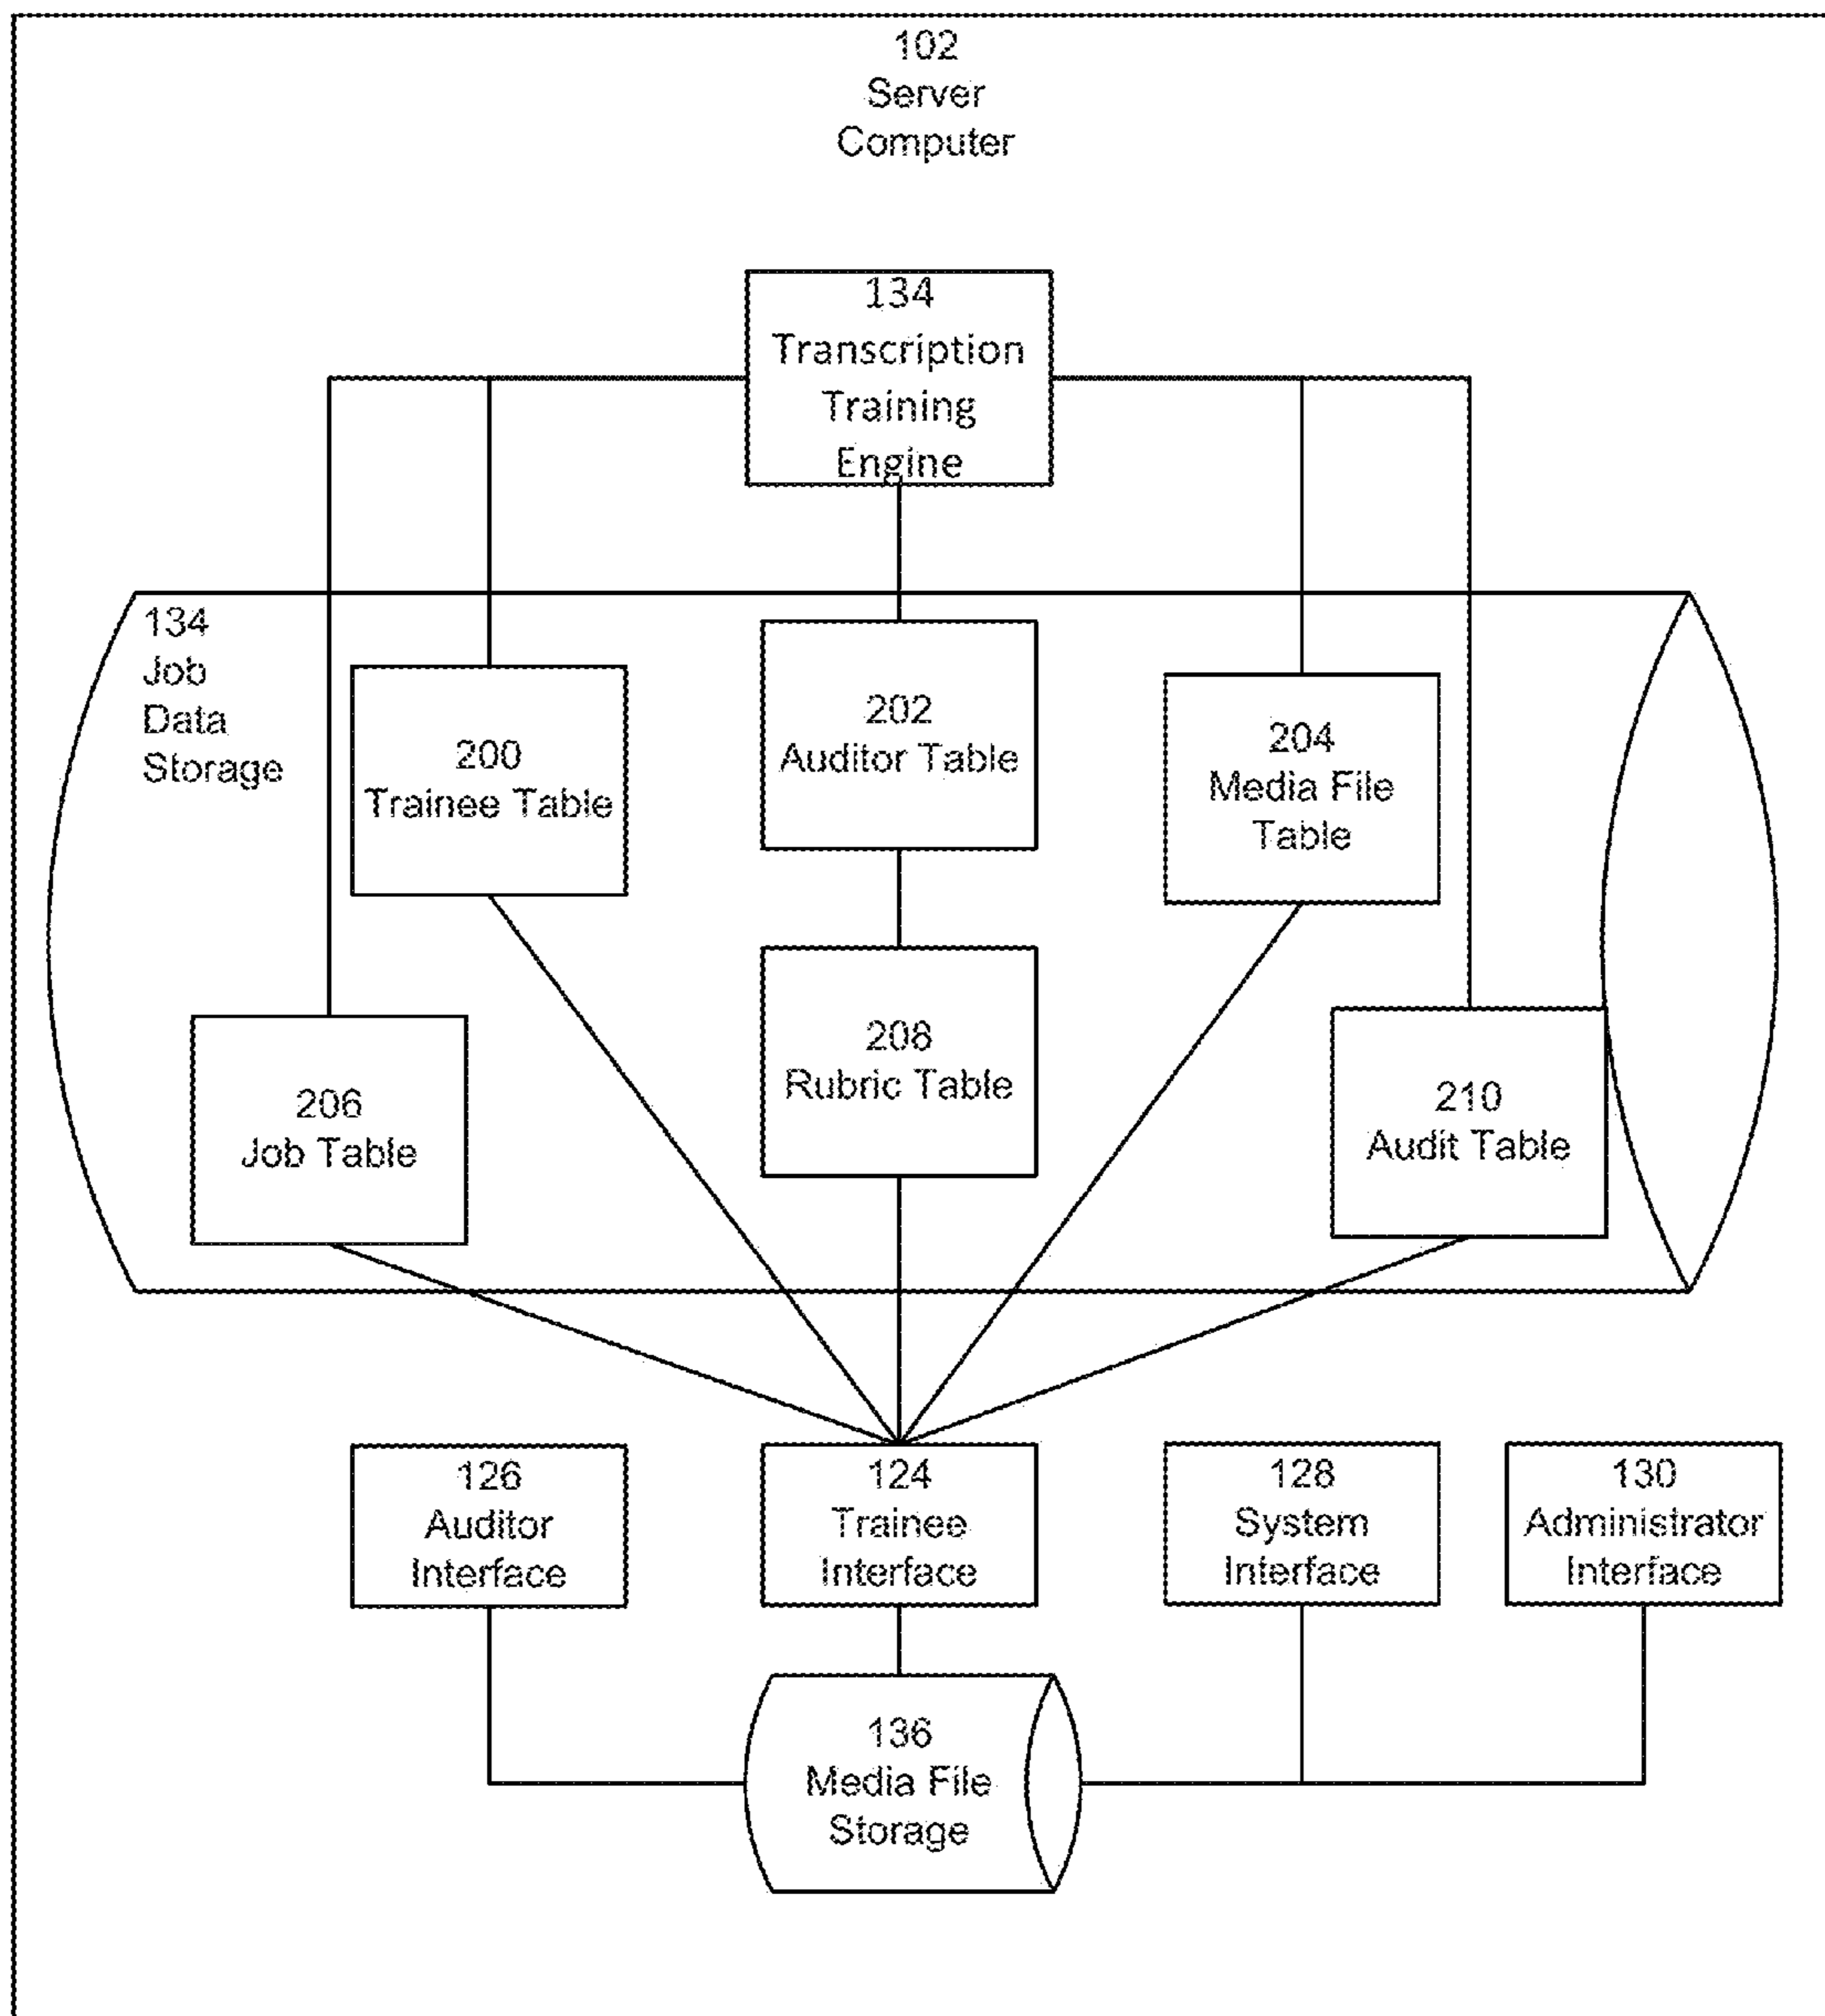 102
Server
Computer
134
Transcription
Training
Engine
134
Job
Data
Storage
200
Trainee Table
202
Auditor Table
204
Media File
Table
206
Job Table
208
Rubric Table
210
Audit Table
126
Auditor
Interface
124
Trainee
Interface
128
System
Interface
130
Administrator
Interface
136
Media File
Storage